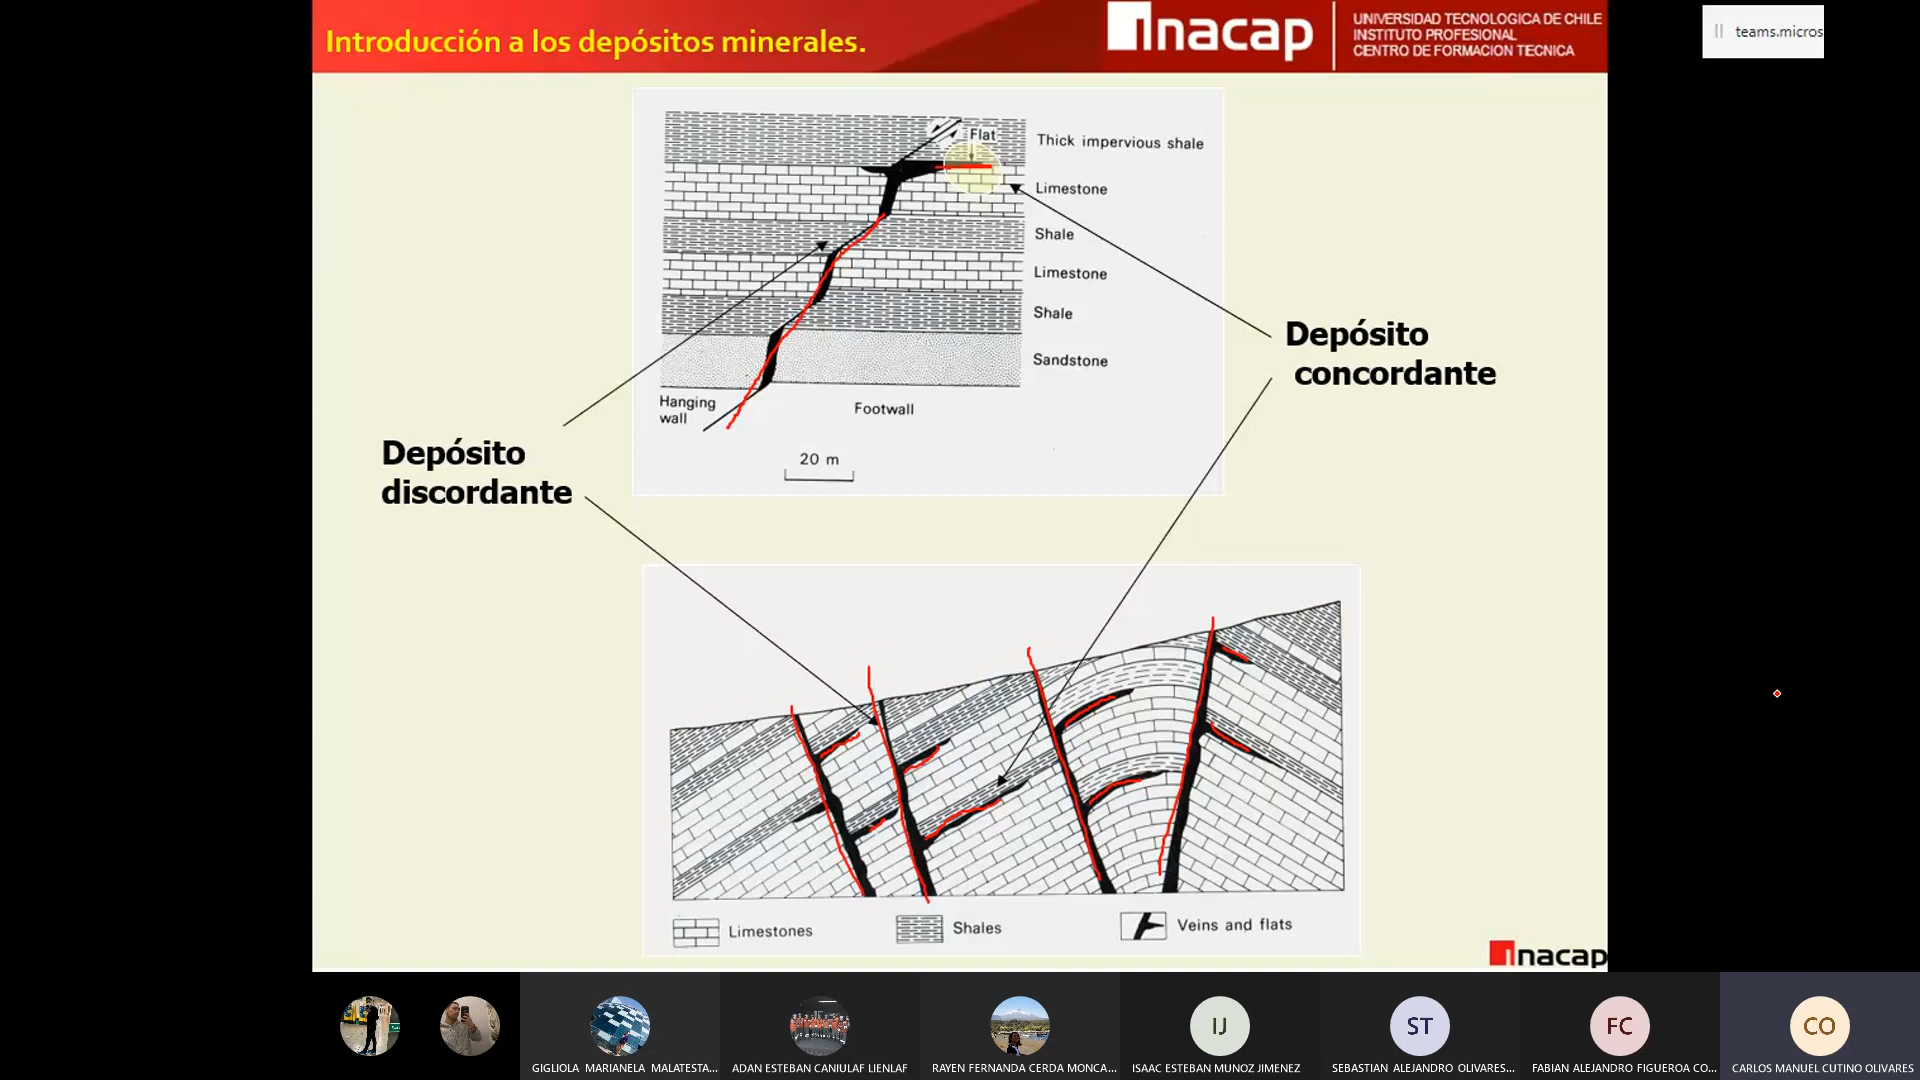 Introducción a los depósitos minerales.
inacap
UNIVERSIDAD TECNOLOGICA DE CHILE
INSTITUTO PROFESIONAL
CENTRO DE FORMACION TECNICA
teams.micros
Flat
Thick impervious shale
Limestone
Shale
Limestone
Shale
Sandstone
Hanging
wall
Footwall
20 m
Depósito
concordante
Depósito
discordante
Limestones
Shales
Veins and flats
inacap
IJ
ST
FC
CO
GIGLIOLA MARIANELA MALATESTA...
ADAN ESTEBAN CANIULAF LIENLAF
RAYEN FERNANDA CERDA MONCA...
ISAAC ESTEBAN MUNOZ JIMENEZ
SEBASTIAN ALEJANDRO OLIVARES...
FABIAN ALEJANDRO FIGUEROA CO...
CARLOS MANUEL CUTINO OLIVARES